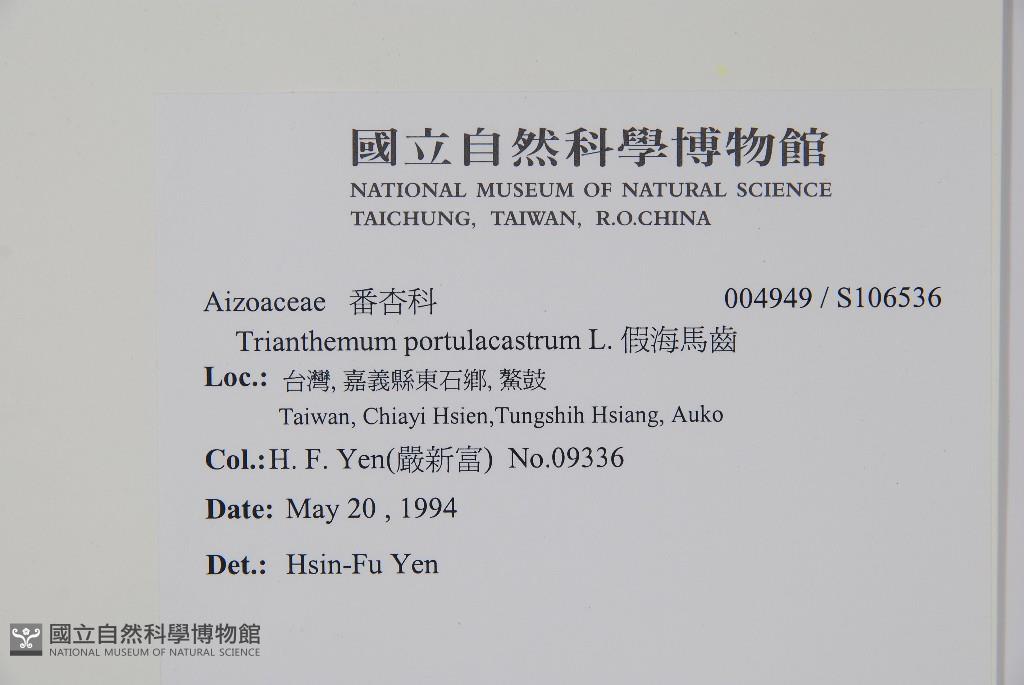 國立自然科學博物館
NATIONAL MUSEUM OF NATURAL SCIENCE
TAICHUNG, TAIWAN, R.O.CHINA
Aizoaceae 番杏科 004949 / S106536
Trianthemum portulacastrum L. 假海馬齒
Loc.: 台灣, 嘉義縣東石鄉, 鰲鼓
Taiwan, Chiayi Hsien,Tungshih Hsiang, Auko
Col.:H. F. Yen(嚴新富) No.09336
Date: May 20 , 1994
Det.: Hsin-Fu Yen
國立自然科學博物館
NATIONAL MUSEUM OF NATURAL SCIENCE